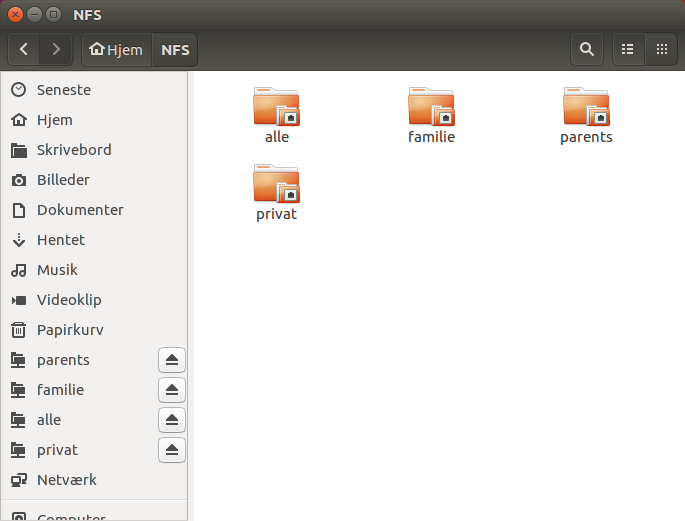 NFS
Hjem NFS
Seneste
Hjem
Skrivebord
Billeder
Dokumenter
Hentet
Musik
Videoklip
Papirkurv
parents
familie
alle
privat
Netværk
Computer
alle familie parents
privat